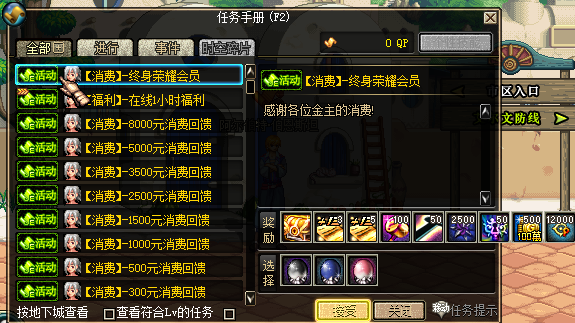 任务手册 (F2)
全部 进行 事件 时空碎片
0 QP
活动 【消费】-终身荣耀会员
活动 【福利】-在线1小时福利
活动 【消费】-8000元消费回馈
活动 【消费】-5000元消费回馈
活动 【消费】-3500元消费回馈
活动 【消费】-2500元消费回馈
活动 【消费】-1500元消费回馈
活动 【消费】-1000元消费回馈
活动 【消费】-500元消费回馈
活动 【消费】-300元消费回馈
按地下城查看 查看符合Lv的任务
活动 【消费】-终身荣耀会员
感谢各位金主的消费!
奖励 3 5 100 50 2500 50 500 100萬 12000
选择
接受 关闭 移动 任务提示
区入口
文防线